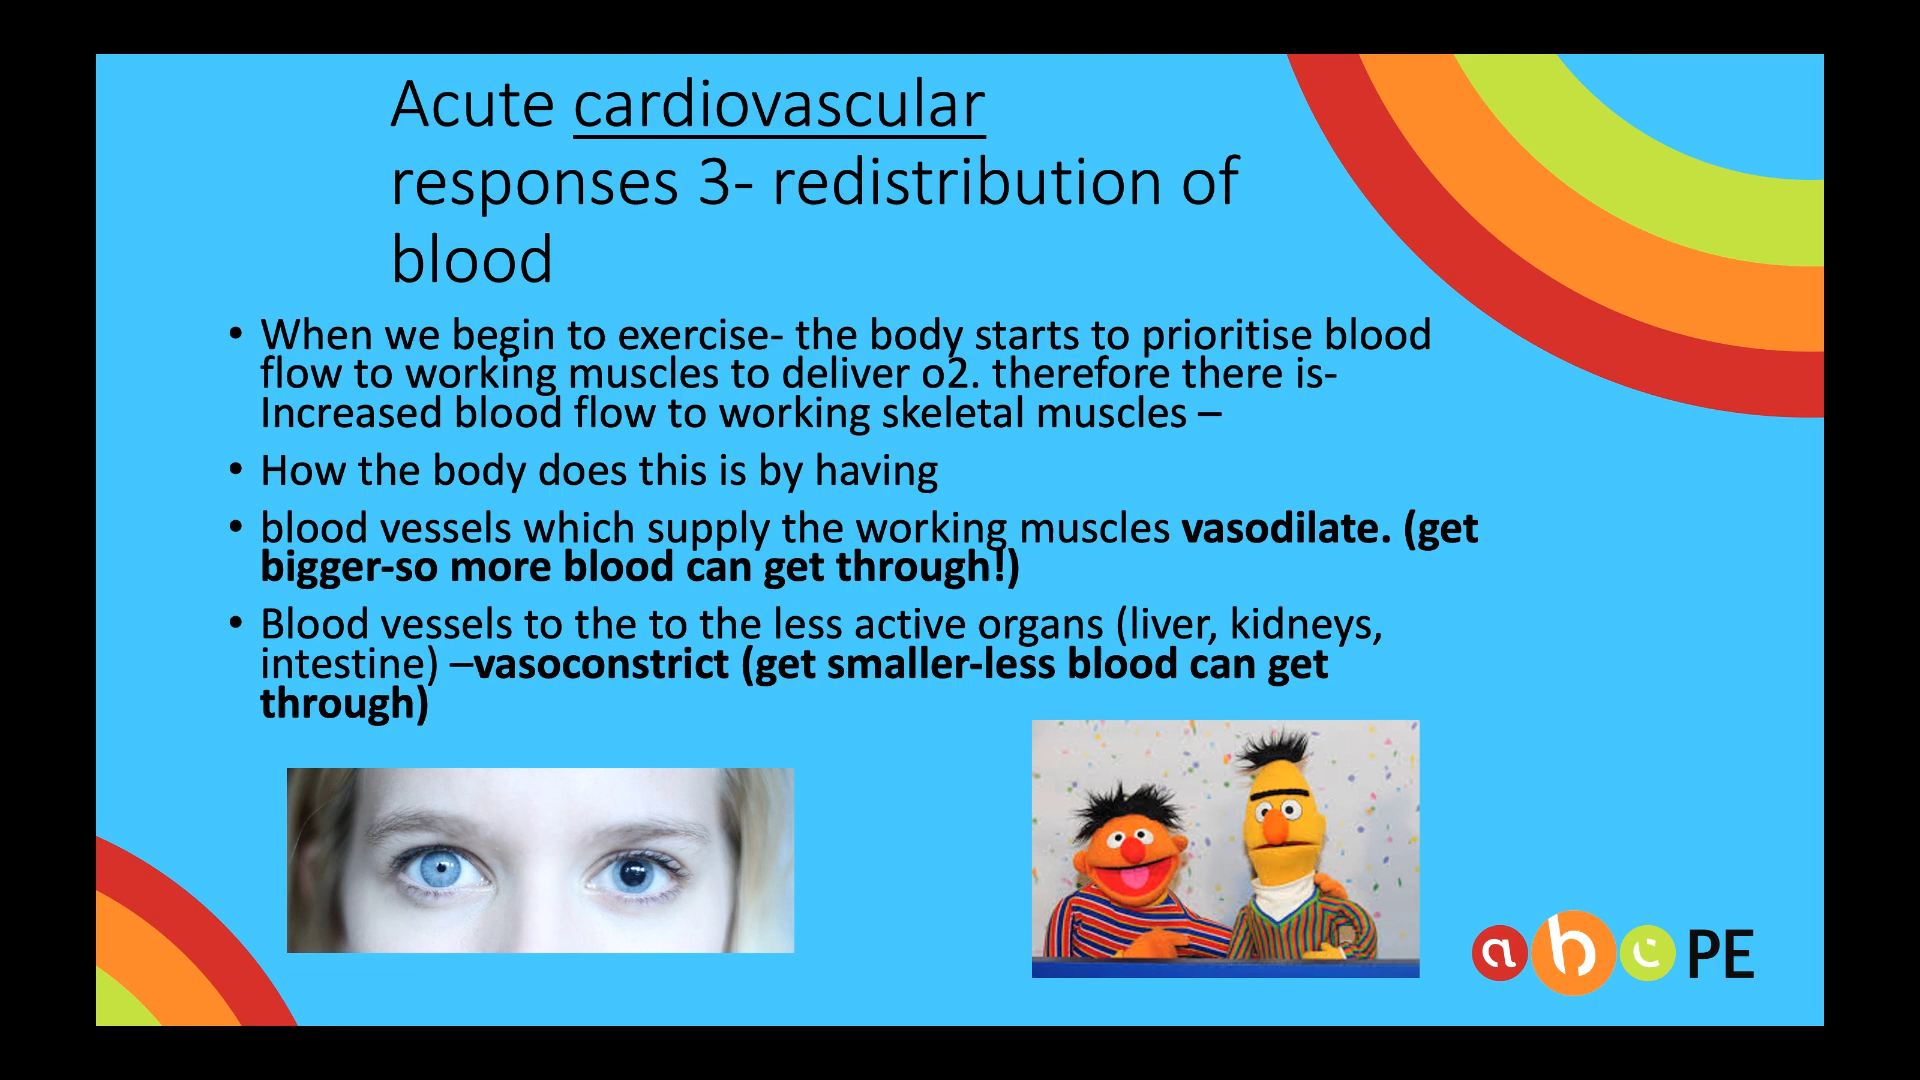 Acute cardiovascular
responses 3- redistribution of
blood
• When we begin to exercise- the body starts to prioritise blood
flow to working muscles to deliver o2. therefore there is-
Increased blood flow to working skeletal muscles –
• How the body does this is by having
• blood vessels which supply the working muscles vasodilate. (get
bigger-so more blood can get through!)
• Blood vessels to the to the less active organs (liver, kidneys,
intestine) –vasoconstrict (get smaller-less blood can get
through)
abc PE